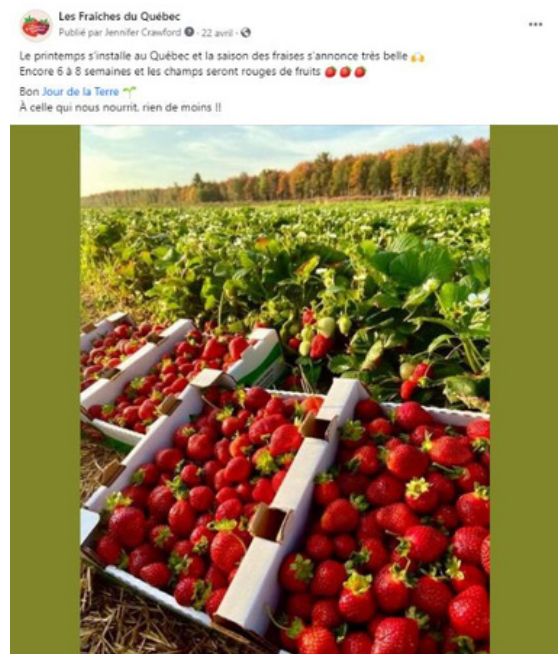 Les Fraîches du Québec
Publié par Jennifer Crawford · 22 avril ·
Le printemps s'installe au Québec et la saison des fraises s'annonce très belle 🙌
Encore 6 à 8 semaines et les champs seront rouges de fruits 🍓🍓🍓
Bon Jour de la Terre 🌱
À celle qui nous nourrit, rien de moins !!